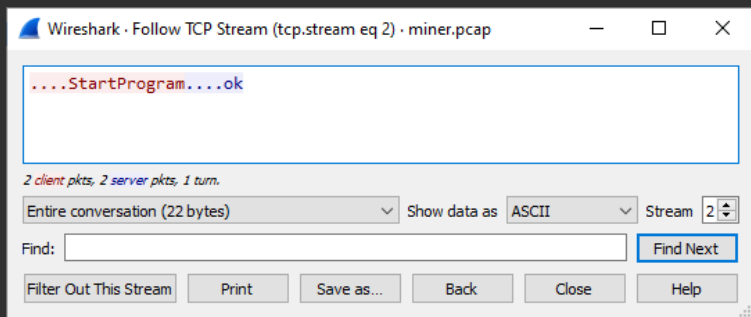 Wireshark · Follow TCP Stream (tcp.stream eq 2) · miner.pcap
....StartProgram....ok
2 client pkts, 2 server pkts, 1 turn.
Entire conversation (22 bytes) Show data as ASCII Stream 2
Find: Find Next
Filter Out This Stream Print Save as... Back Close Help